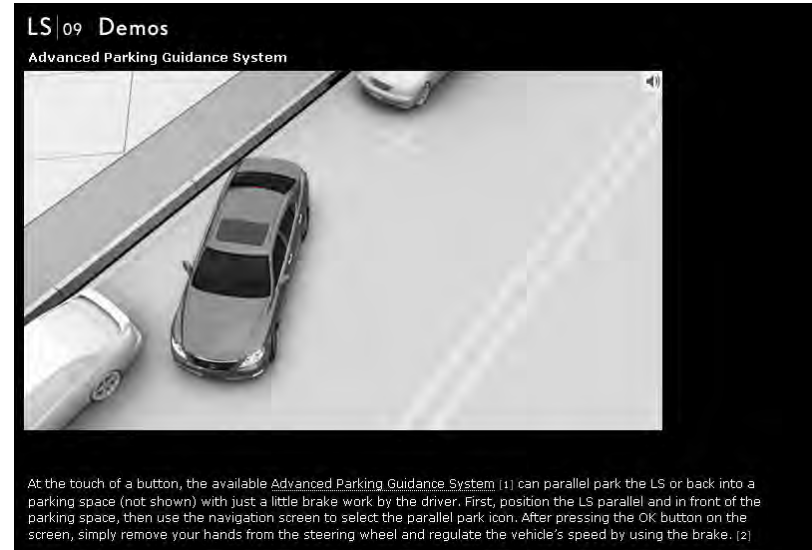 LS|09 Demos
Advanced Parking Guidance System
At the touch of a button, the available Advanced Parking Guidance System [1] can parallel park the LS or back into a
parking space (not shown) with just a little brake work by the driver. First, position the LS parallel and in front of the
parking space, then use the navigation screen to select the parallel park icon. After pressing the OK button on the
screen, simply remove your hands from the steering wheel and regulate the vehicle's speed by using the brake. [2]